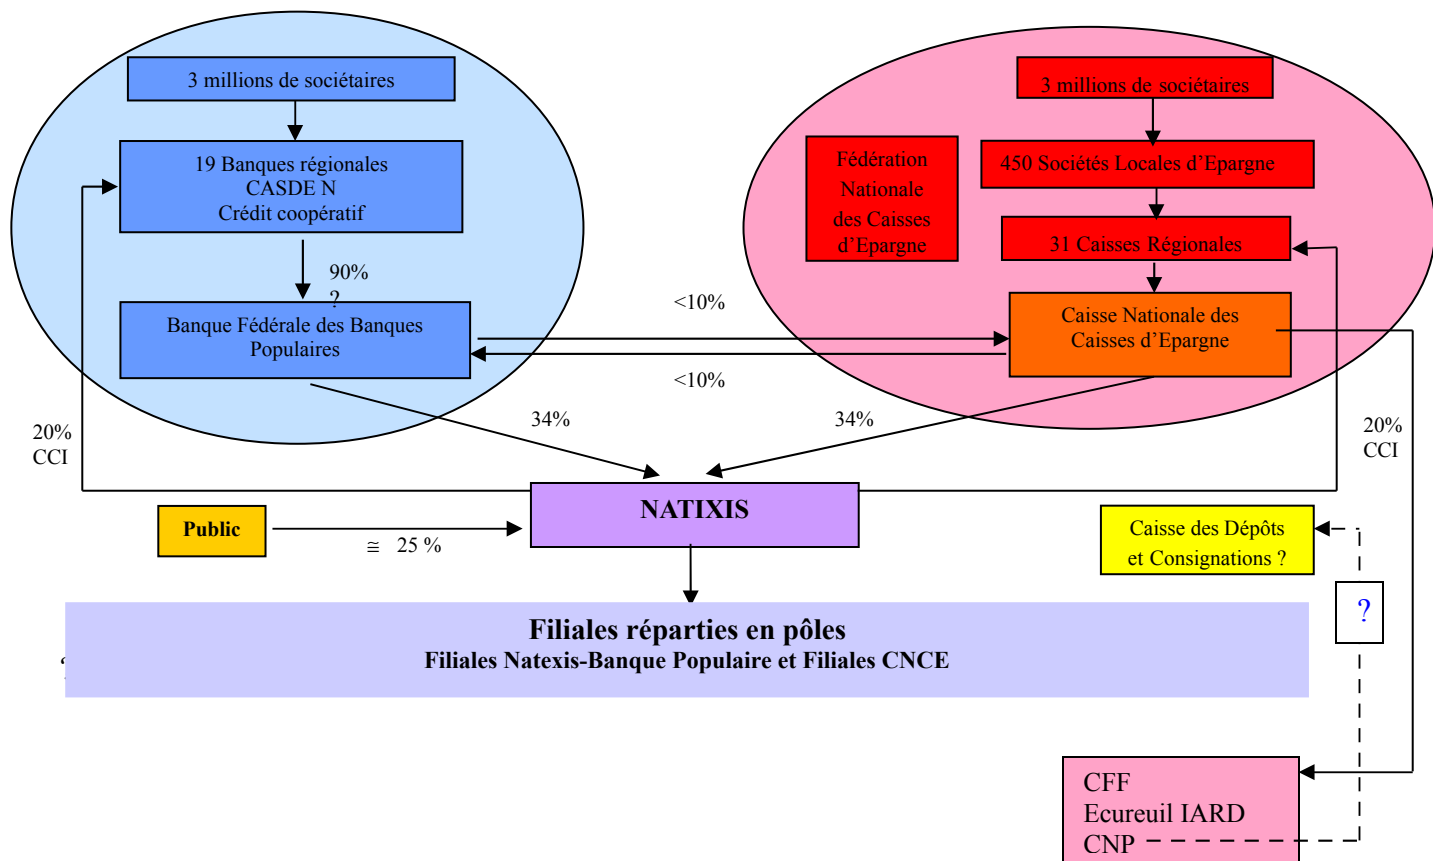 3 millions de sociétaires
19 Banques régionales
CASDE N
Crédit coopératif
90%
?
Banque Fédérale des Banques
Populaires
3 millions de sociétaires
Fédération
Nationale
des Caisses
d’Epargne
450 Sociétés Locales d’Epargne
31 Caisses Régionales
Caisse Nationale des
Caisses d’Epargne
<10%
<10%
34%
34%
20%
CCI
20%
CCI
NATIXIS
Public
≅ 25 %
Caisse des Dépôts
et Consignations ?
?
Filiales réparties en pôles
Filiales Natexis-Banque Populaire et Filiales CNCE
CFF
Ecureuil IARD
CNP